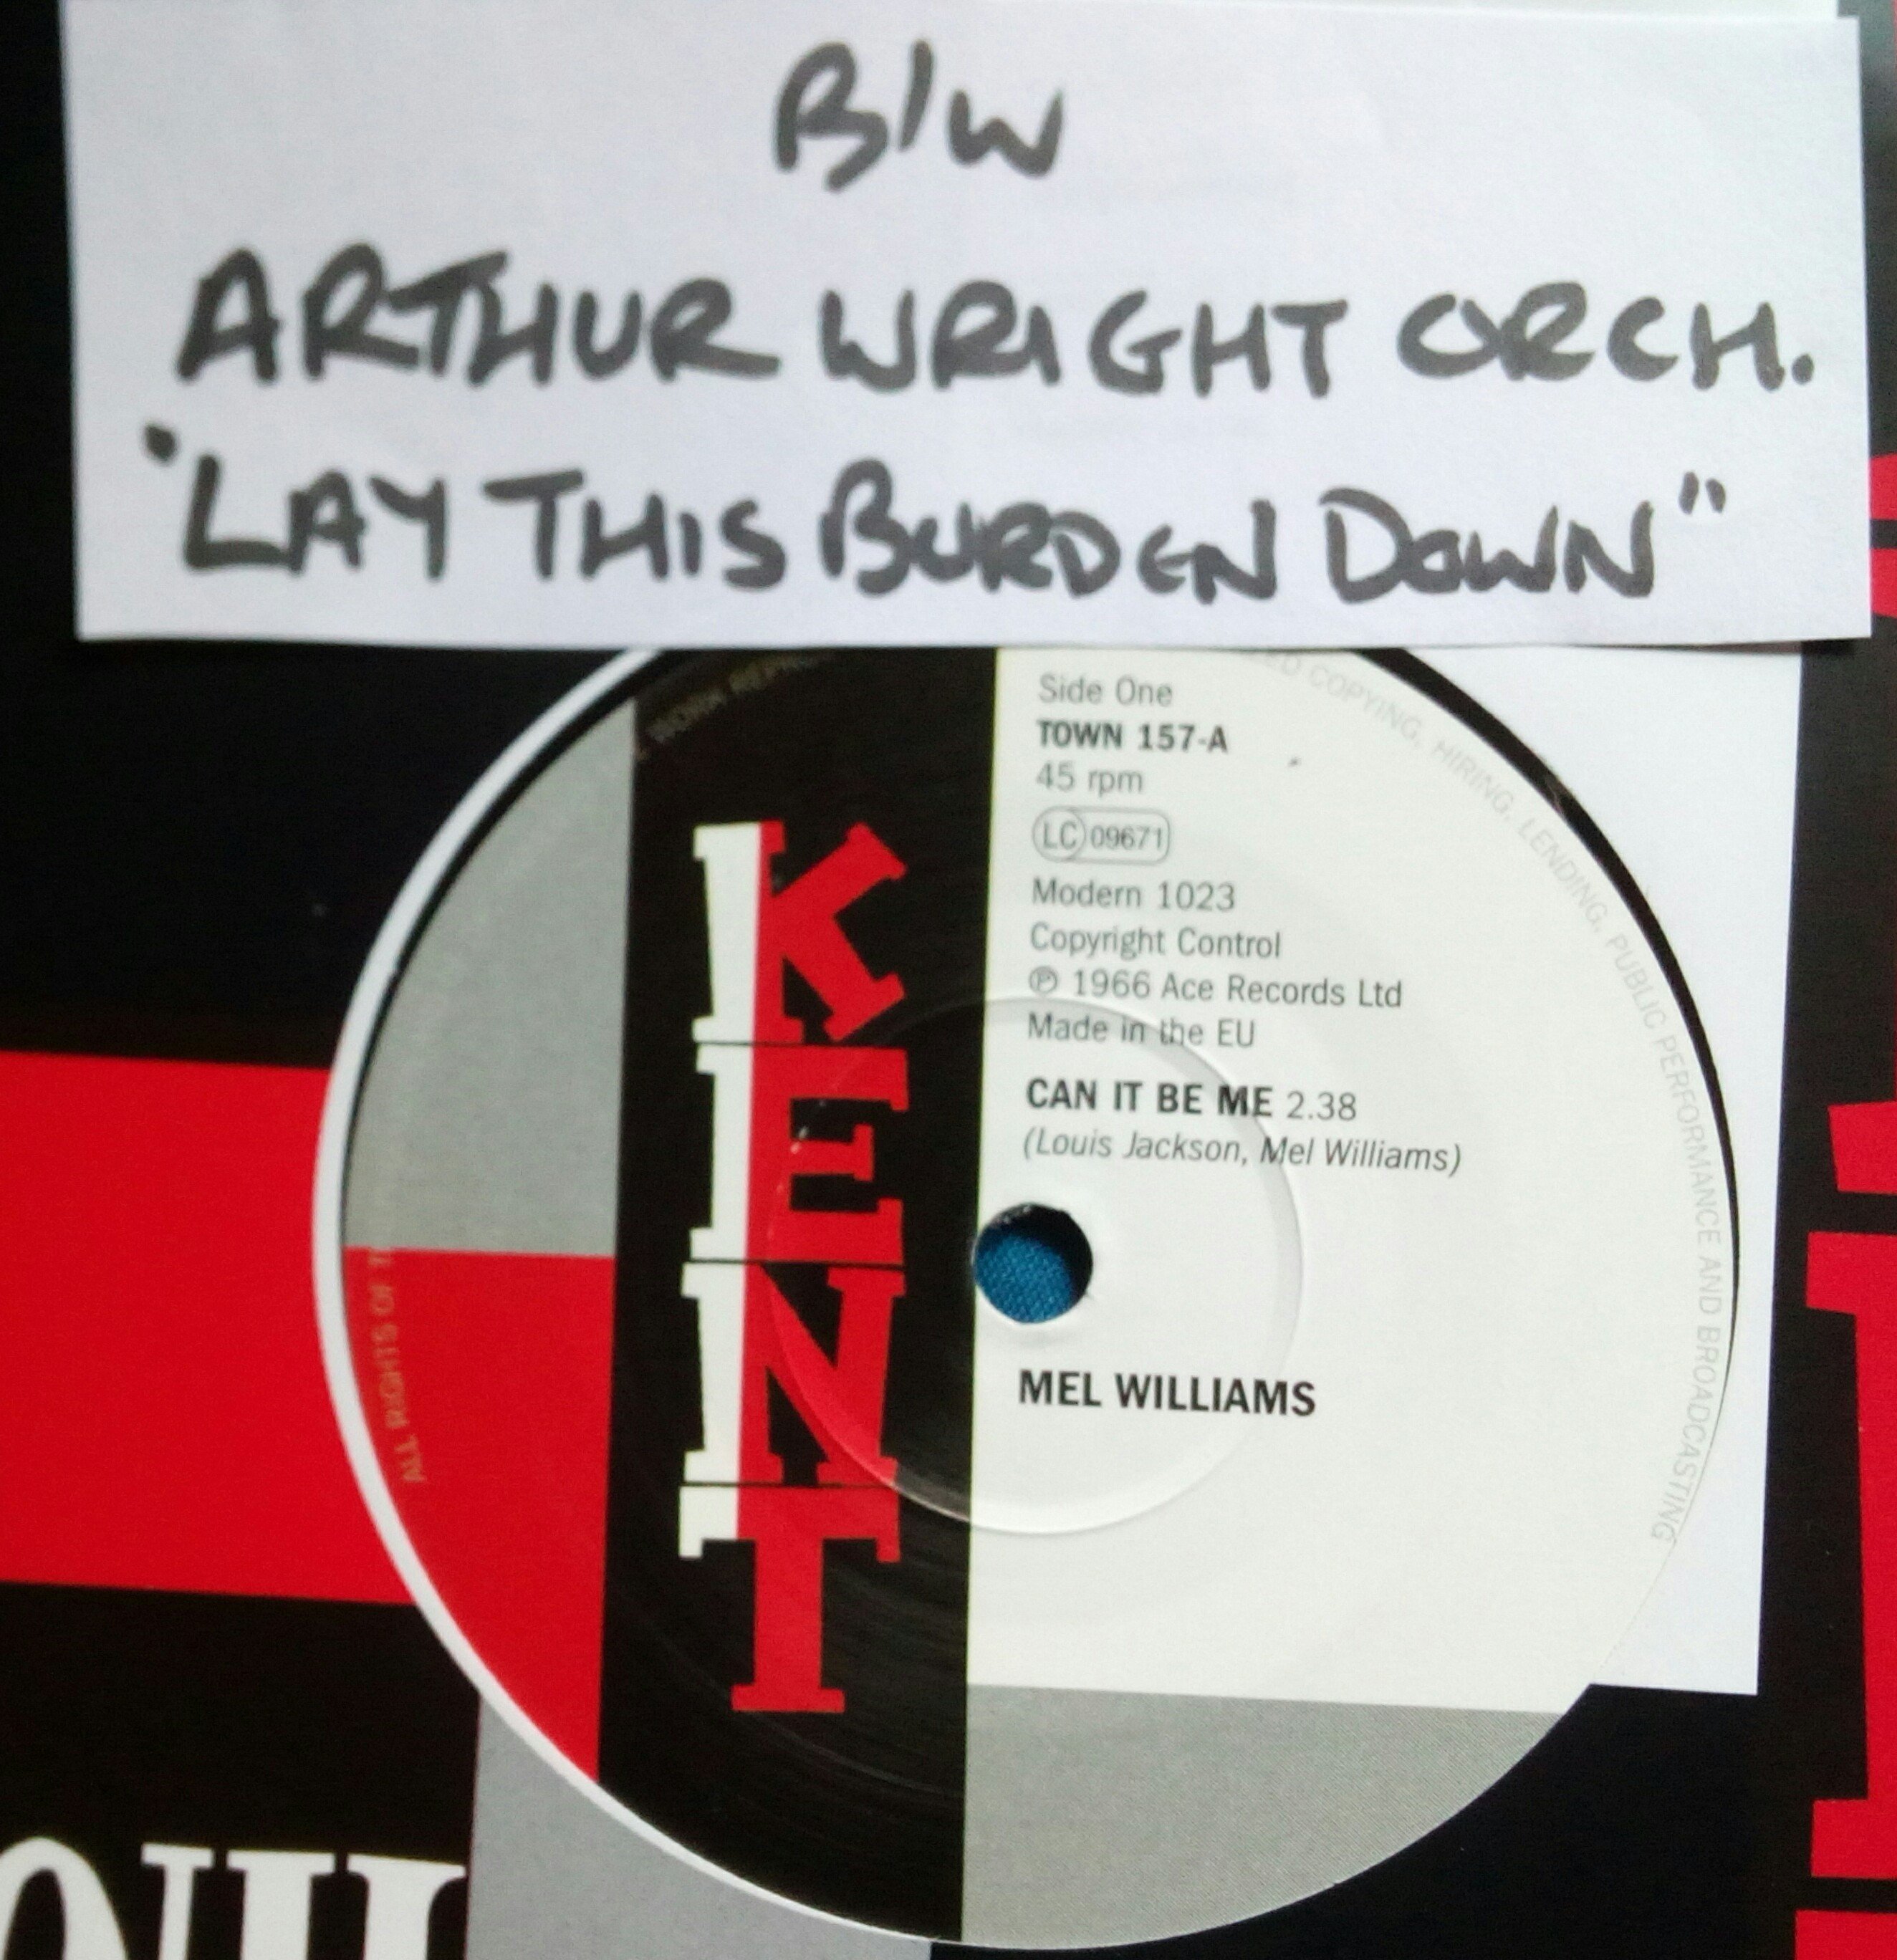 B/W
ARTHUR WRIGHT ORCH.
"LAY THIS BURDEN DOWN"
Side One
TOWN 157-A
45 rpm
LC 09671
Modern 1023
Copyright Control
℗ 1966 Ace Records Ltd
Made in the EU
CAN IT BE ME 2.38
(Louis Jackson, Mel Williams)
MEL WILLIAMS
KENT
ALL RIGHTS OF
WORK
COPYING, HIRING, LENDING, PUBLIC PERFORMANCE AND BROADCASTING